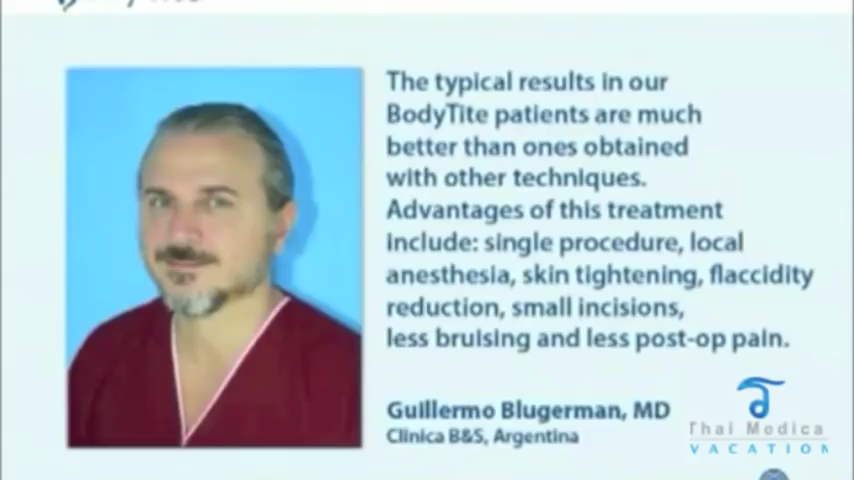 The typical results in our
BodyTite patients are much
better than ones obtained
with other techniques.
Advantages of this treatment
include: single procedure, local
anesthesia, skin tightening, flaccidity
reduction, small incisions,
less bruising and less post-op pain.
Guillermo Blugerman, MD
Clinica B&S, Argentina
Thai Medica
VACATION